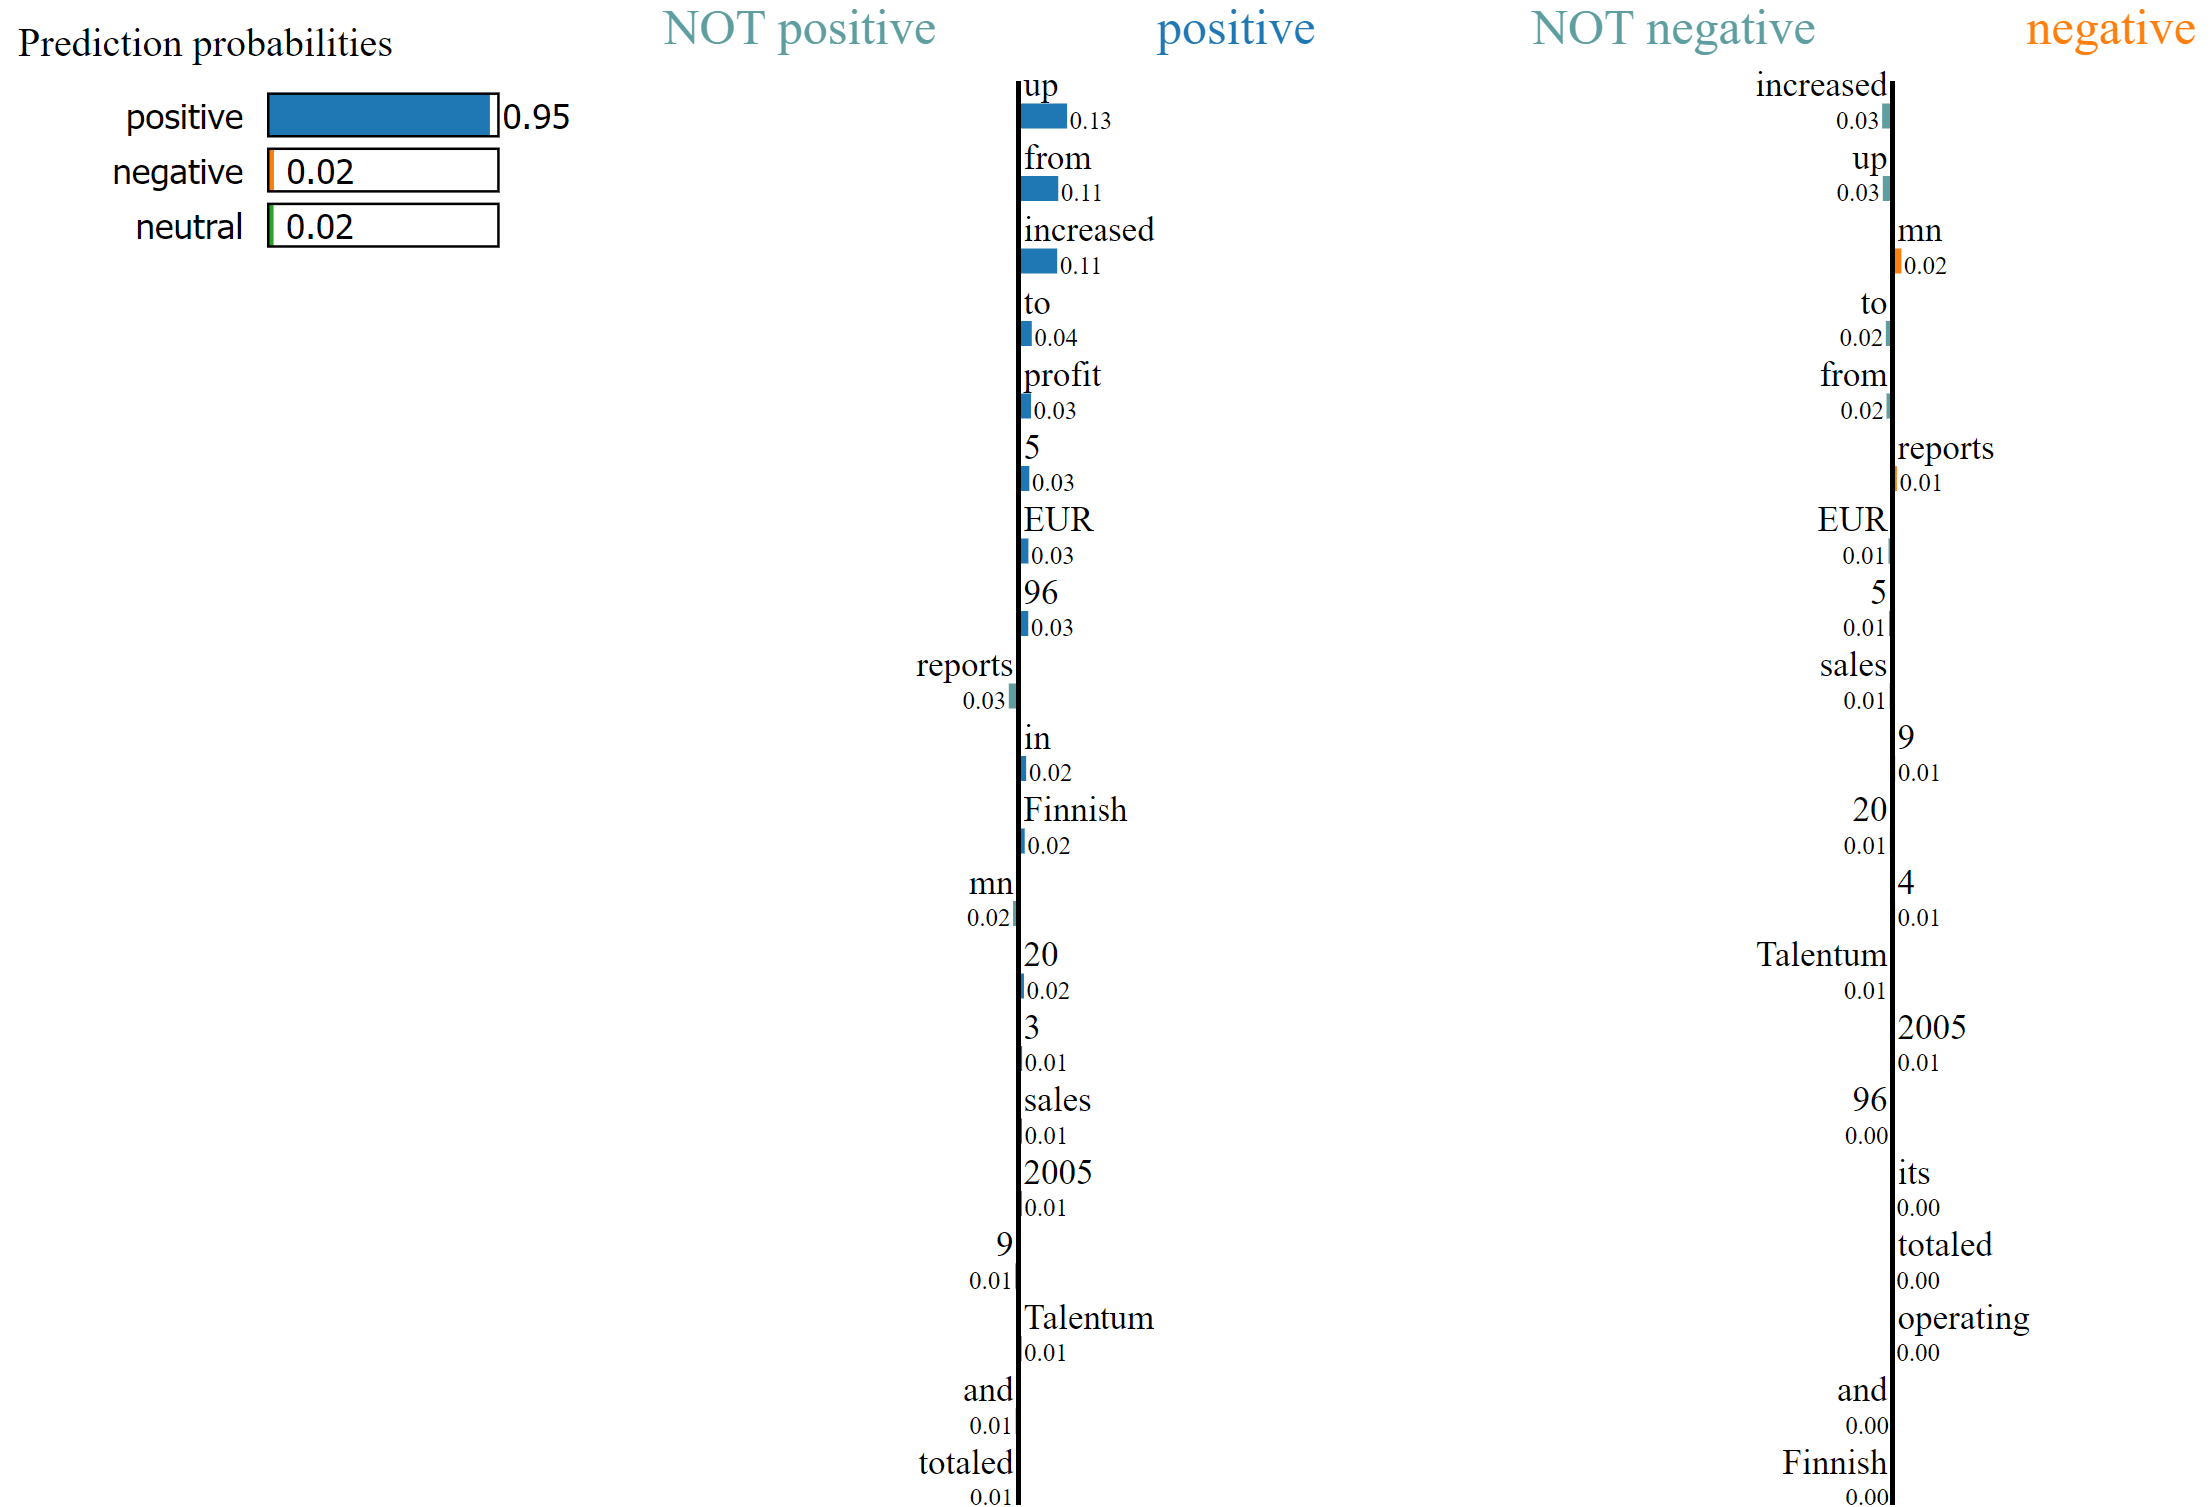 Prediction probabilities
positive 0.95
negative 0.02
neutral 0.02
NOT positive positive
up
0.13
from
0.11
increased
0.11
to
0.04
profit
0.03
5
0.03
EUR
0.03
96
0.03
reports
0.03
in
0.02
Finnish
0.02
mn
0.02
20
0.02
3
0.01
sales
0.01
2005
0.01
9
0.01
Talentum
0.01
and
0.01
totaled
0.01
NOT negative negative
increased
0.03
up
0.03
mn
0.02
to
0.02
from
0.02
reports
0.01
EUR
0.01
5
0.01
sales
0.01
9
0.01
20
0.01
4
0.01
Talentum
0.01
2005
0.01
96
0.00
its
0.00
totaled
0.00
operating
0.00
and
0.00
Finnish
0.00